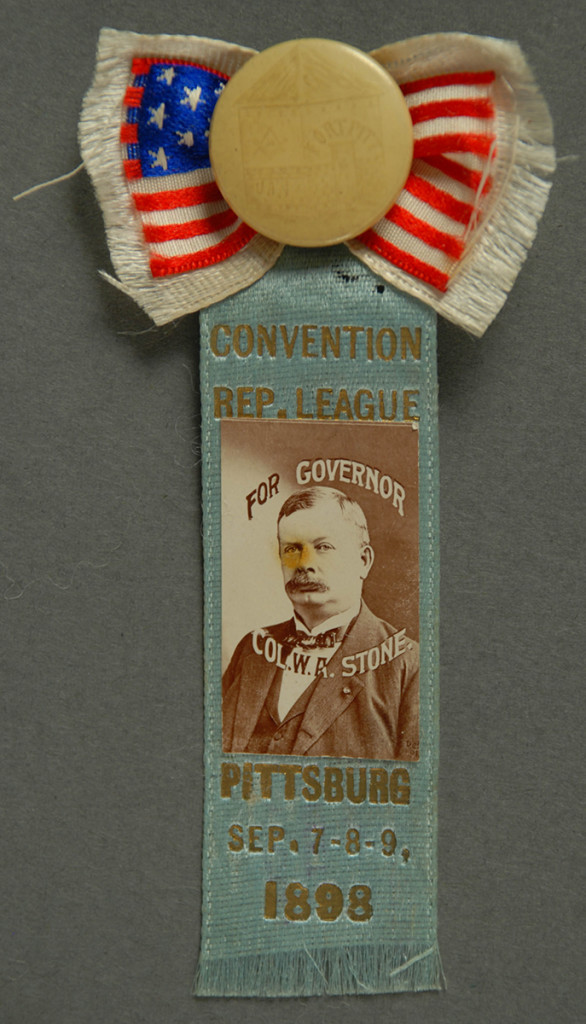 CONVENTION
REP. LEAGUE
FOR GOVERNOR
COL. W. A. STONE.
PITTSBURG
SEP. 7-8-9,
1898